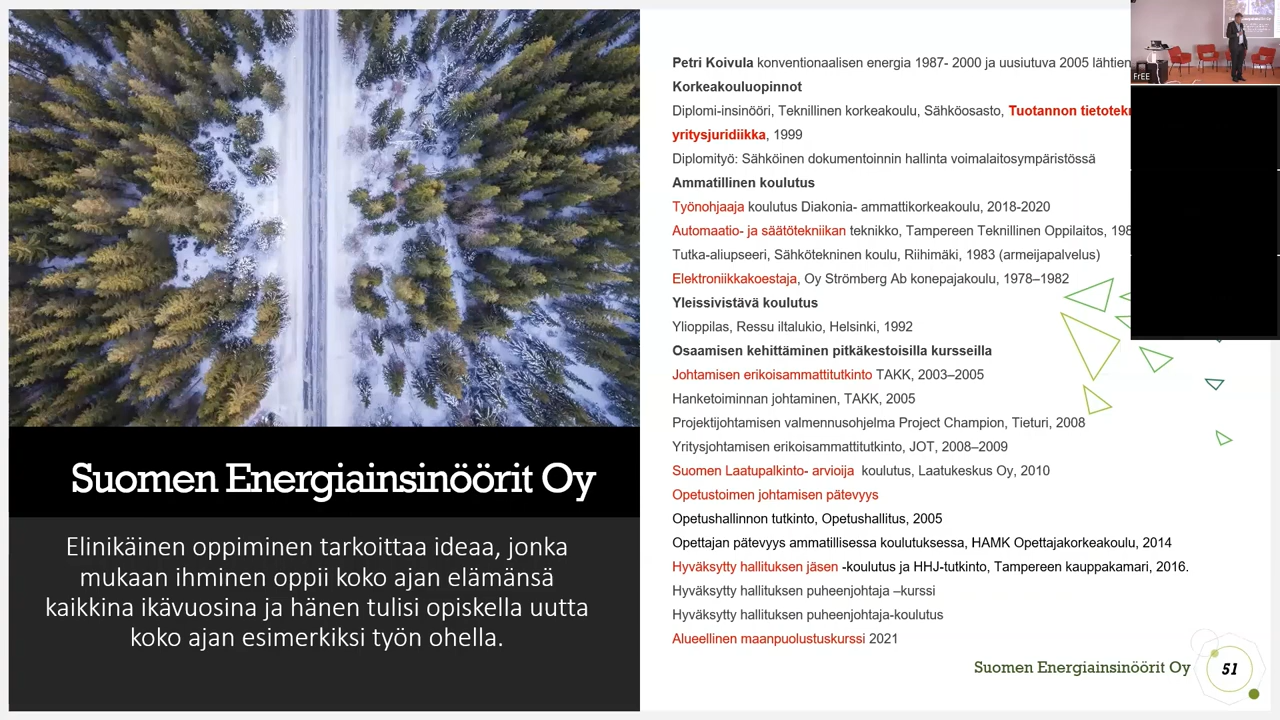 Suomen Energiainsinöörit Oy
Elinikäinen oppiminen tarkoittaa ideaa, jonka
mukaan ihminen oppii koko ajan elämänsä
kaikkina ikävuosina ja hänen tulisi opiskella uutta
koko ajan esimerkiksi työn ohella.
Petri Koivula konventionaalisen energia 1987- 2000 ja uusiutuva 2005 lähtien
Korkeakouluopinnot
Diplomi-insinööri, Teknillinen korkeakoulu, Sähköosasto, Tuotannon
yritysjuridiikka, 1999
Diplomityö: Sähköinen dokumentoinnin hallinta voimalaitosympäristössä
Ammatillinen koulutus
Työnohjaaja koulutus Diakonia- ammattikorkeakoulu, 2018-2020
Automaatio- ja säätötekniikan teknikko, Tampereen Teknillinen Oppilaitos,
Tutka-aliupseeri, Sähkötekninen koulu, Riihimäki, 1983 (armeijapalvelus)
Elektroniikkakoestaja, Oy Strömberg Ab konepajakoulu, 1978–1982
Yleissivistävä koulutus
Ylioppilas, Ressu iltalukio, Helsinki, 1992
Osaamisen kehittäminen pitkäkestoisilla kursseilla
Johtamisen erikoisammattitutkinto TAKK, 2003–2005
Hanketoiminnan johtaminen, TAKK, 2005
Projektijohtamisen valmennusohjelma Project Champion, Tieturi, 2008
Yritysjohtamisen erikoisammattitutkinto, JOT, 2008–2009
Suomen Laatupalkinto- arvioija koulutus, Laatukeskus Oy, 2010
Opetustoimen johtamisen pätevyys
Opetushallinnon tutkinto, Opetushallitus, 2005
Opettajan pätevyys ammatillisessa koulutuksessa, HAMK Opettajakorkeakoulu, 2014
Hyväksytty hallituksen jäsen -koulutus ja HHJ-tutkinto, Tampereen kauppakamari, 2016.
Hyväksytty hallituksen puheenjohtaja –kurssi
Hyväksytty hallituksen puheenjohtaja-koulutus
Alueellinen maanpuolustuskurssi 2021
Suomen Energiainsinöörit Oy
51
FrEE